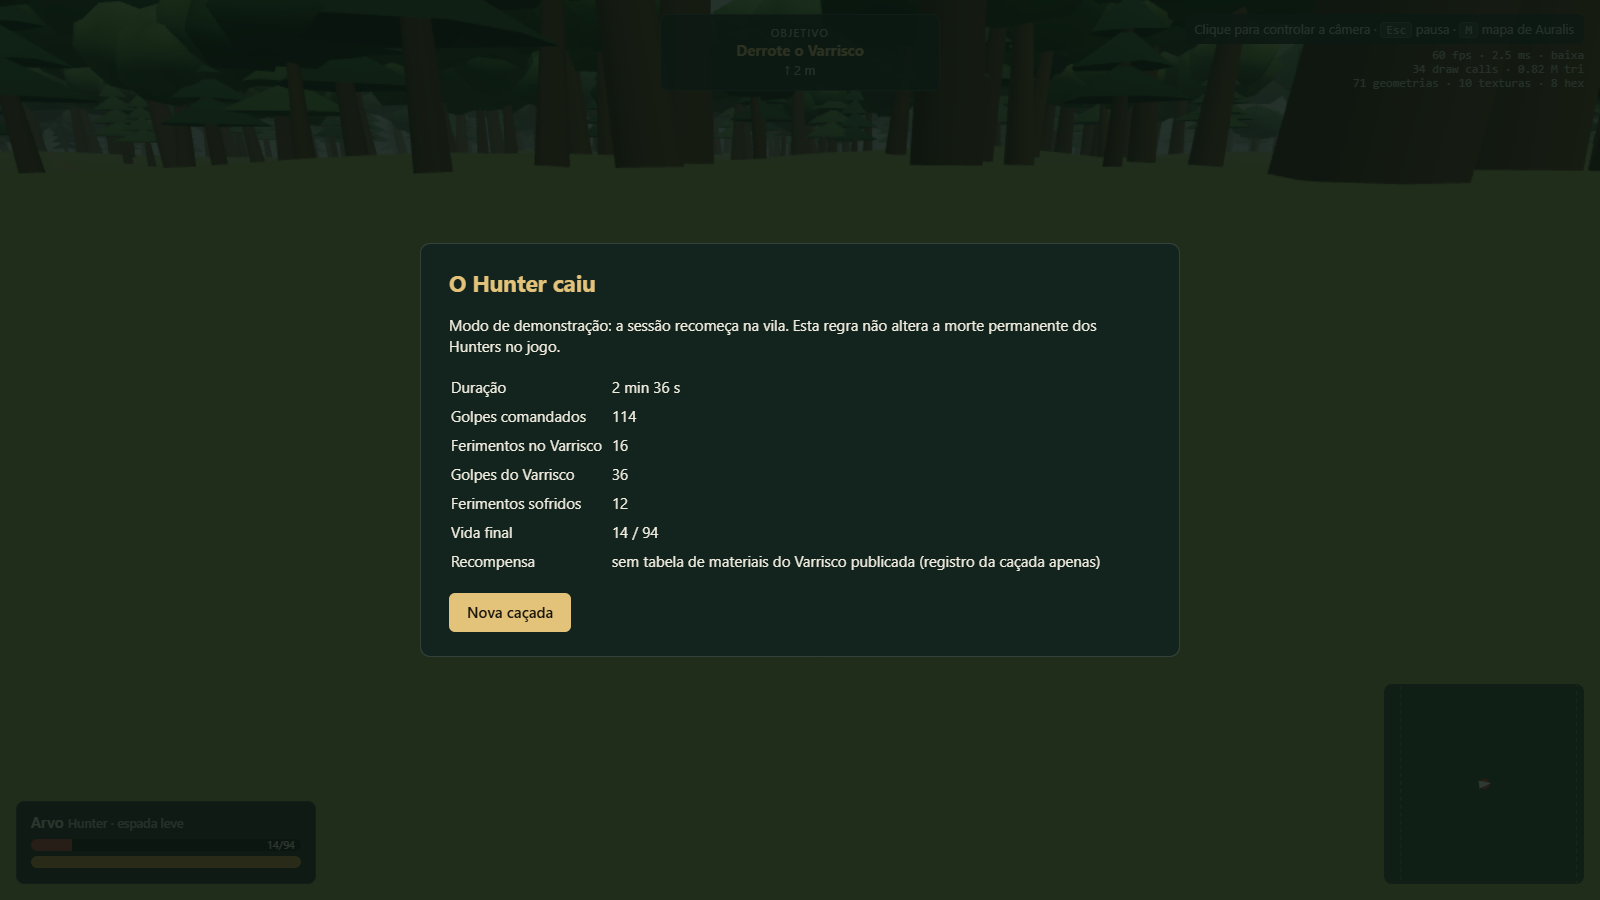 OBJETIVO
Derrote o Varrisco
↑ 2 m
Clique para controlar a câmera · Esc pausa · M mapa de Auralis
60 fps · 2.5 ms · baixa
34 draw calls · 0.82 M tri
71 geometrias · 10 texturas · 8 hex
O Hunter caiu
Modo de demonstração: a sessão recomeça na vila. Esta regra não altera a morte permanente dos
Hunters no jogo.
Duração 2 min 36 s
Golpes comandados 114
Ferimentos no Varrisco 16
Golpes do Varrisco 36
Ferimentos sofridos 12
Vida final 14 / 94
Recompensa sem tabela de materiais do Varrisco publicada (registro da caçada apenas)
Nova caçada
Arvo Hunter · espada leve
14/94